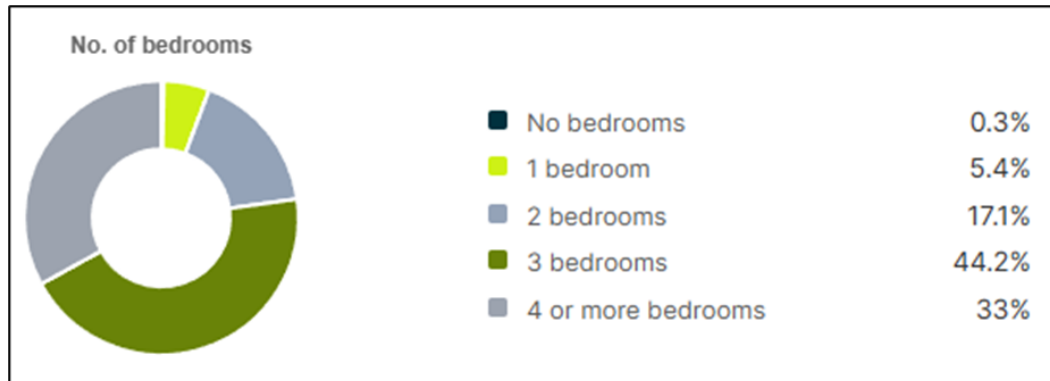 No. of bedrooms
No bedrooms 0.3%
1 bedroom 5.4%
2 bedrooms 17.1%
3 bedrooms 44.2%
4 or more bedrooms 33%